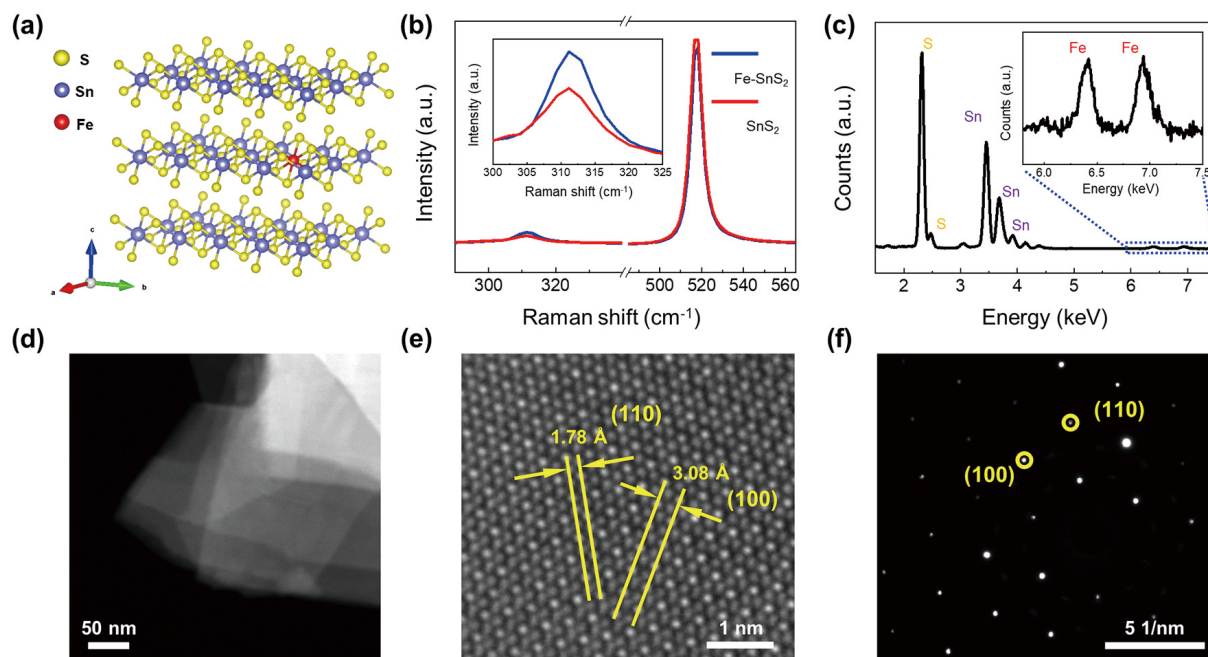 (a)
S
Sn
Fe
c
a
b
(b)
Intensity (a.u.)
Intensity (a.u.)
300 305 310 315 320 325
Raman shift (cm⁻¹)
Fe-SnS₂
SnS₂
300 320 500 520 540 560
Raman shift (cm⁻¹)
(c)
Counts (a.u.)
S
S
Sn
Sn
Sn
Fe Fe
Counts (a.u.)
6.0 6.5 7.0 7.5
Energy (keV)
2 3 4 5 6 7
Energy (keV)
(d)
50 nm
(e)
(110)
1.78 Å
3.08 Å
(100)
1 nm
(f)
(110)
(100)
5 1/nm